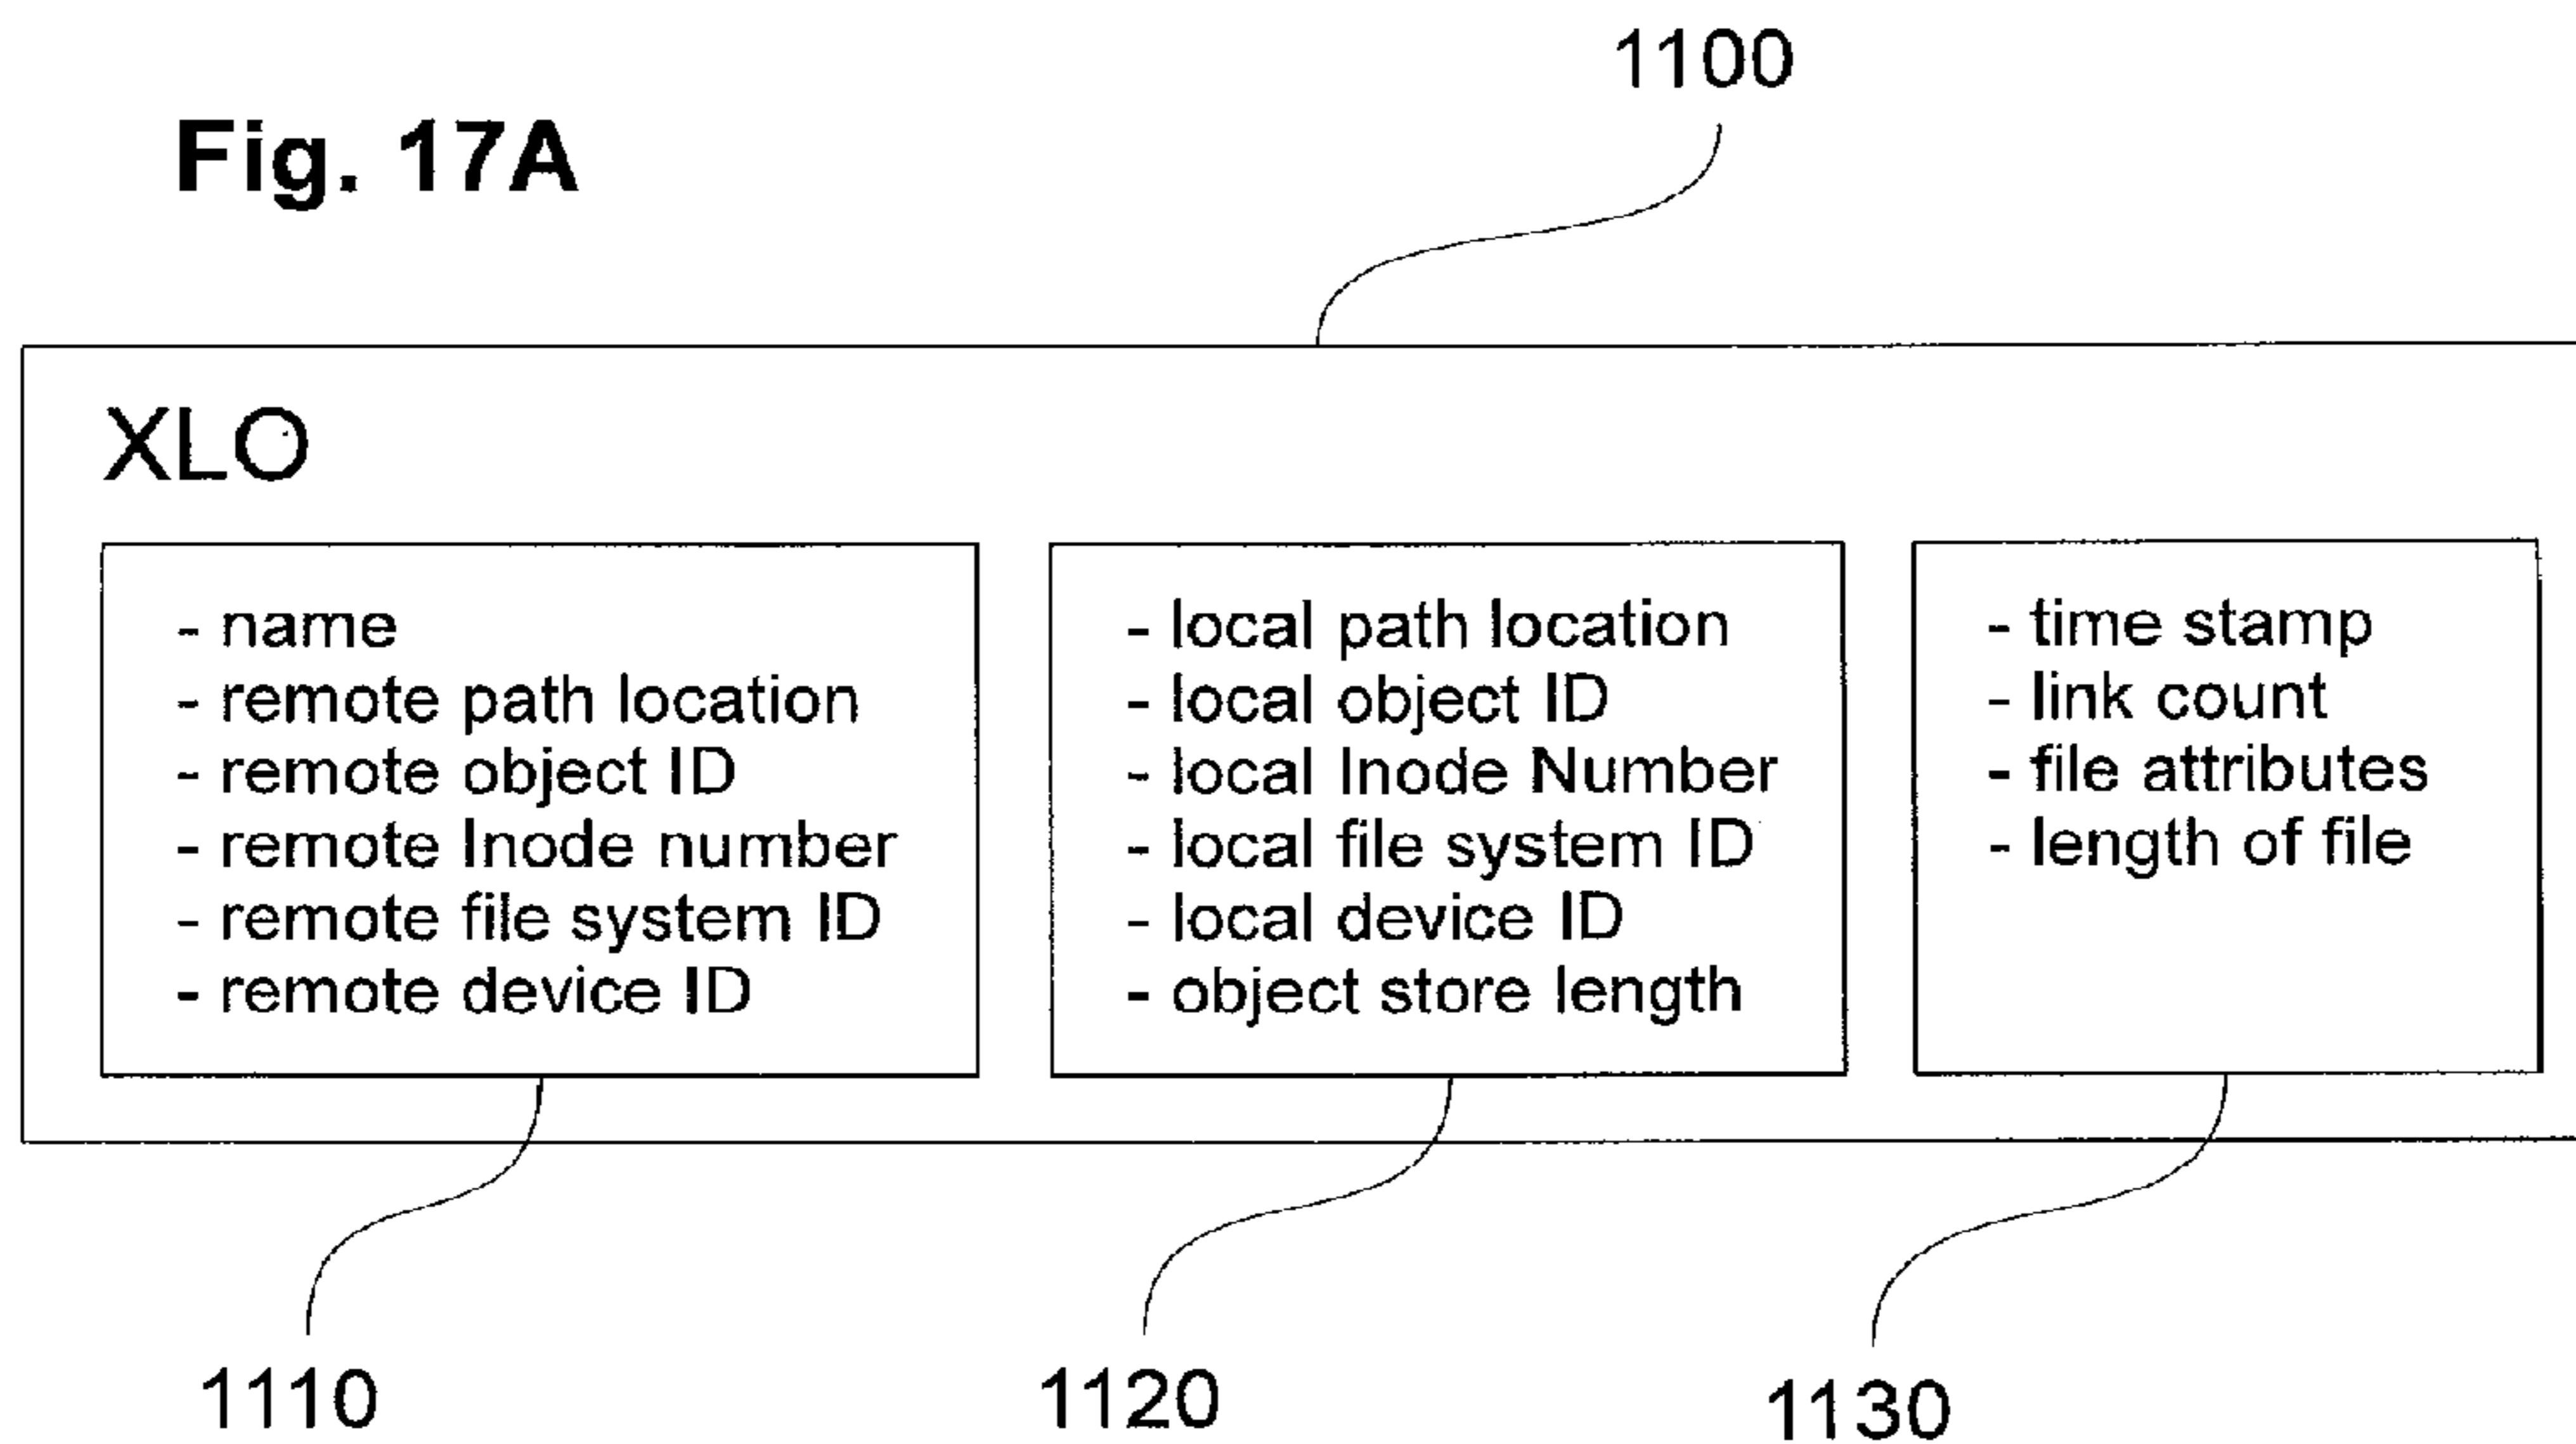 1100
Fig. 17A
XLO
- name
- remote path location
- remote object ID
- remote Inode number
- remote file system ID
- remote device ID
- local path location
- local object ID
- local Inode Number
- local file system ID
- local device ID
- object store length
- time stamp
- link count
- file attributes
- length of file
1110
1120
1130